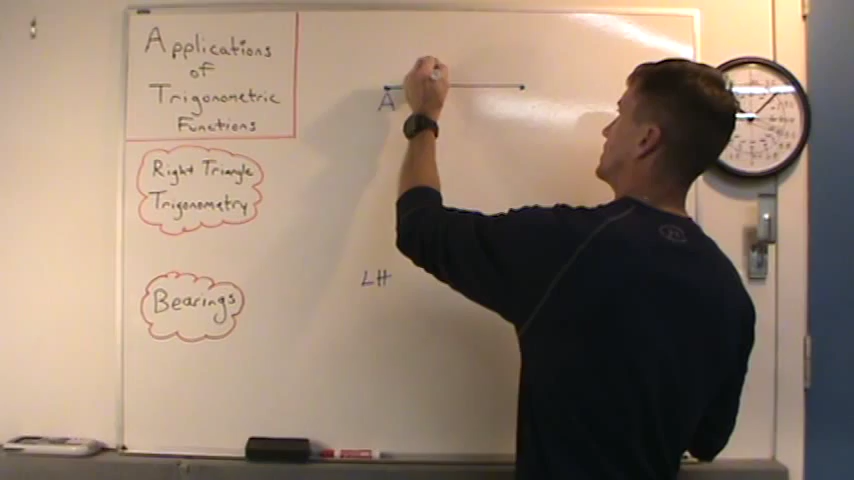 Applications
of
Trigonometric
Functions
Right Triangle
Trigonometry
Bearings
A
LH